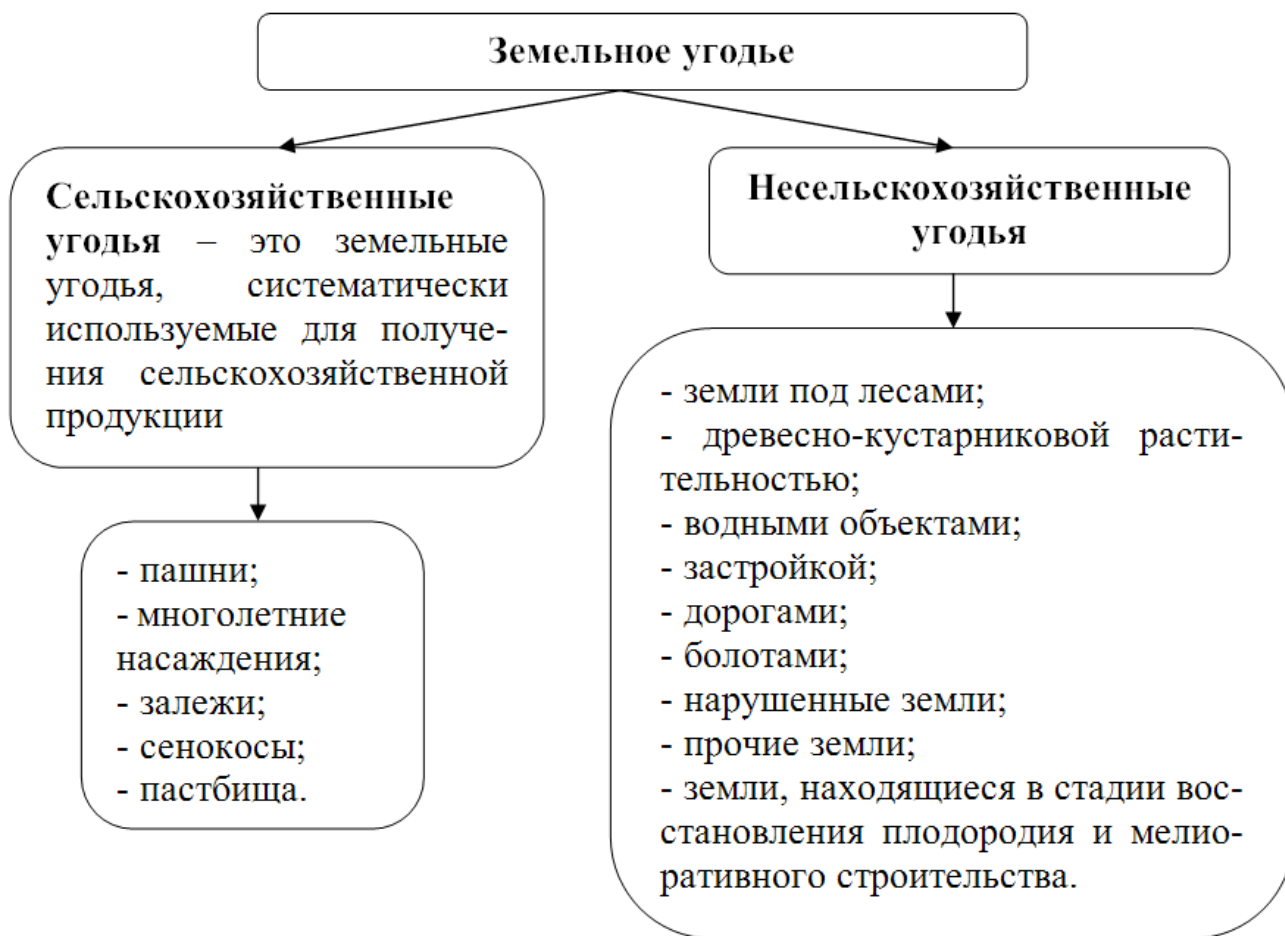 Земельное угодье
Сельскохозяйственные
угодья – это земельные
угодья, систематически
используемые для получе-
ния сельскохозяйственной
продукции
- пашни;
- многолетние
насаждения;
- залежи;
- сенокосы;
- пастбища.
Несельскохозяйственные
угодья
- земли под лесами;
- древесно-кустарниковой расти-
тельностью;
- водными объектами;
- застройкой;
- дорогами;
- болотами;
- нарушенные земли;
- прочие земли;
- земли, находящиеся в стадии вос-
становления плодородия и мелио-
ративного строительства.